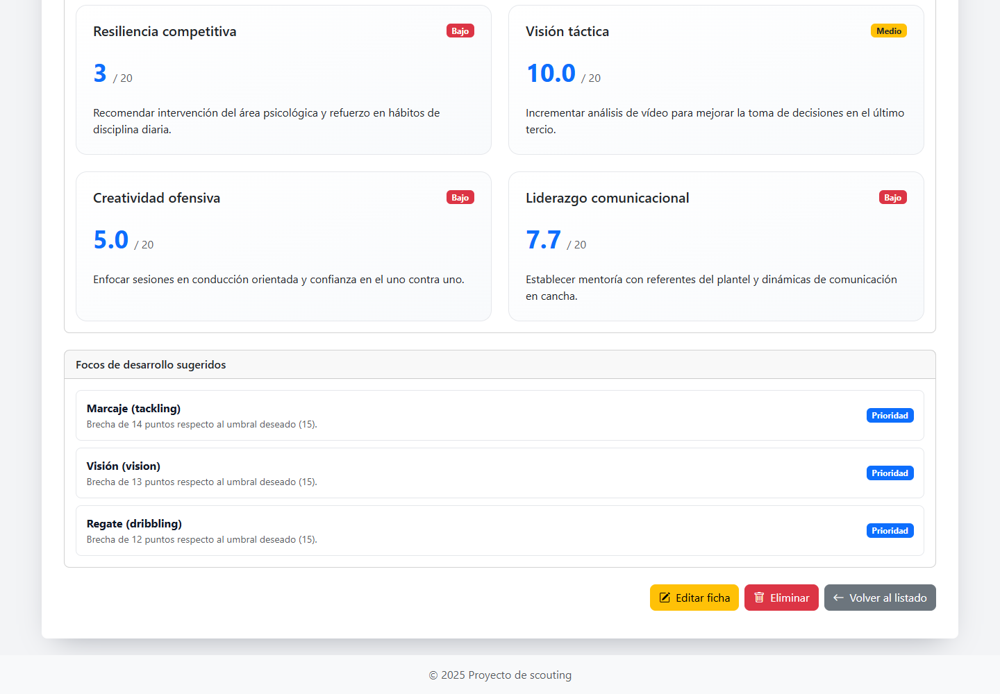 Resiliencia competitiva
Bajo
3 / 20
Recomendar intervención del área psicológica y refuerzo en hábitos de
disciplina diaria.
Visión táctica
Medio
10.0 / 20
Incrementar análisis de vídeo para mejorar la toma de decisiones en el último
tercio.
Creatividad ofensiva
Bajo
5.0 / 20
Enfocar sesiones en conducción orientada y confianza en el uno contra uno.
Liderazgo comunicacional
Bajo
7.7 / 20
Establecer mentoría con referentes del plantel y dinámicas de comunicación
en cancha.
Focos de desarrollo sugeridos
Marcaje (tackling)
Brecha de 14 puntos respecto al umbral deseado (15).
Prioridad
Visión (vision)
Brecha de 13 puntos respecto al umbral deseado (15).
Prioridad
Regate (dribbling)
Brecha de 12 puntos respecto al umbral deseado (15).
Prioridad
Editar ficha
Eliminar
Volver al listado
© 2025 Proyecto de scouting